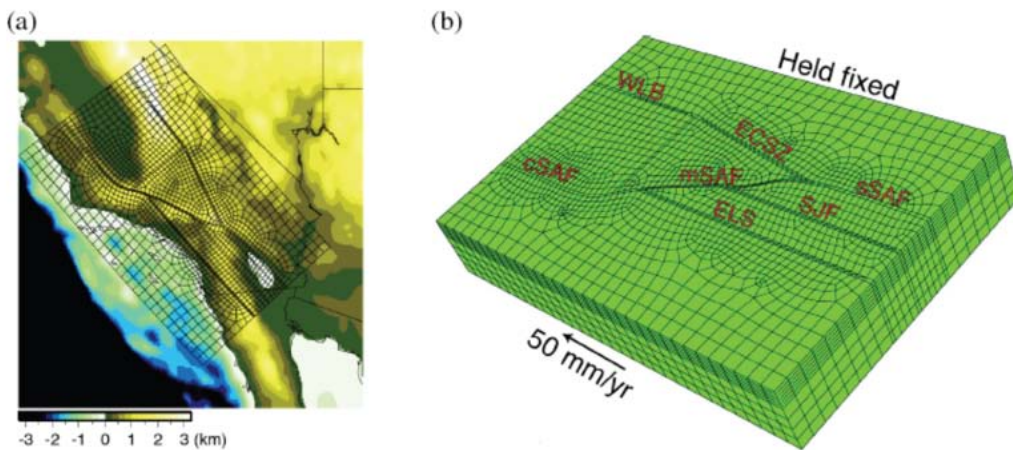 (a)
-3 -2 -1 0 1 2 3 (km)
(b)
Held fixed
WLB
ECSZ
cSAF
mSAF
sSAF
SJF
ELS
50 mm/yr